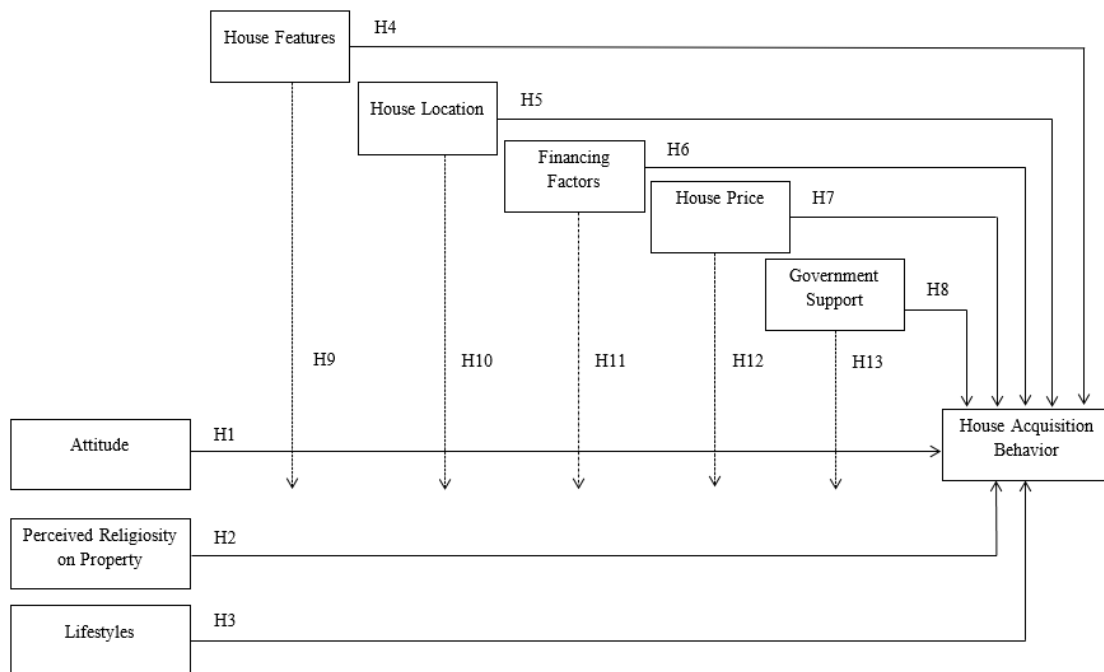 House Features
H4
House Location
H5
Financing
Factors
H6
House Price
H7
Government
Support
H8
H9
H10
H11
H12
H13
Attitude
H1
House Acquisition
Behavior
Perceived Religiosity
on Property
H2
Lifestyles
H3